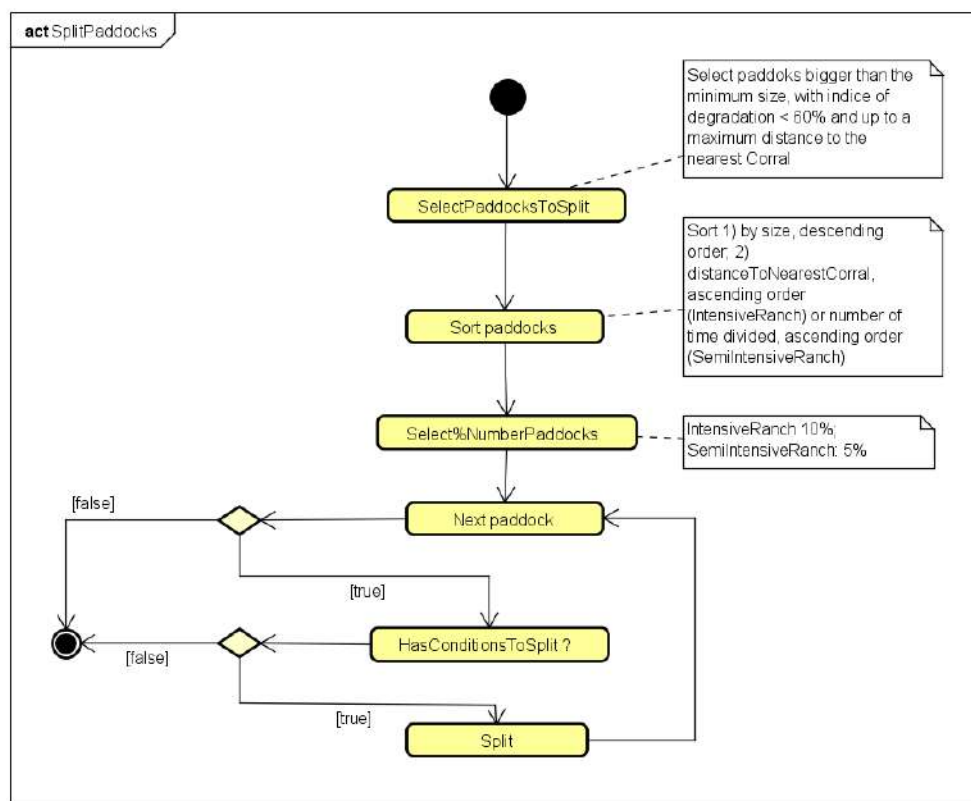 act SplitPaddocks
Select paddoks bigger than the
minimum size, with indice of
degradation < 60% and up to a
maximum distance to the
nearest Corral
SelectPaddocksToSplit
Sort 1) by size, descending
order; 2)
distanceToNearestCorral,
ascending order
(IntensiveRanch) or number of
time divided, ascending order
(SemiIntensiveRanch)
Sort paddocks
Select%NumberPaddocks
IntensiveRanch 10%;
SemiIntensiveRanch: 5%
[false]
Next paddock
[true]
HasConditionsToSplit ?
[false]
[true]
Split